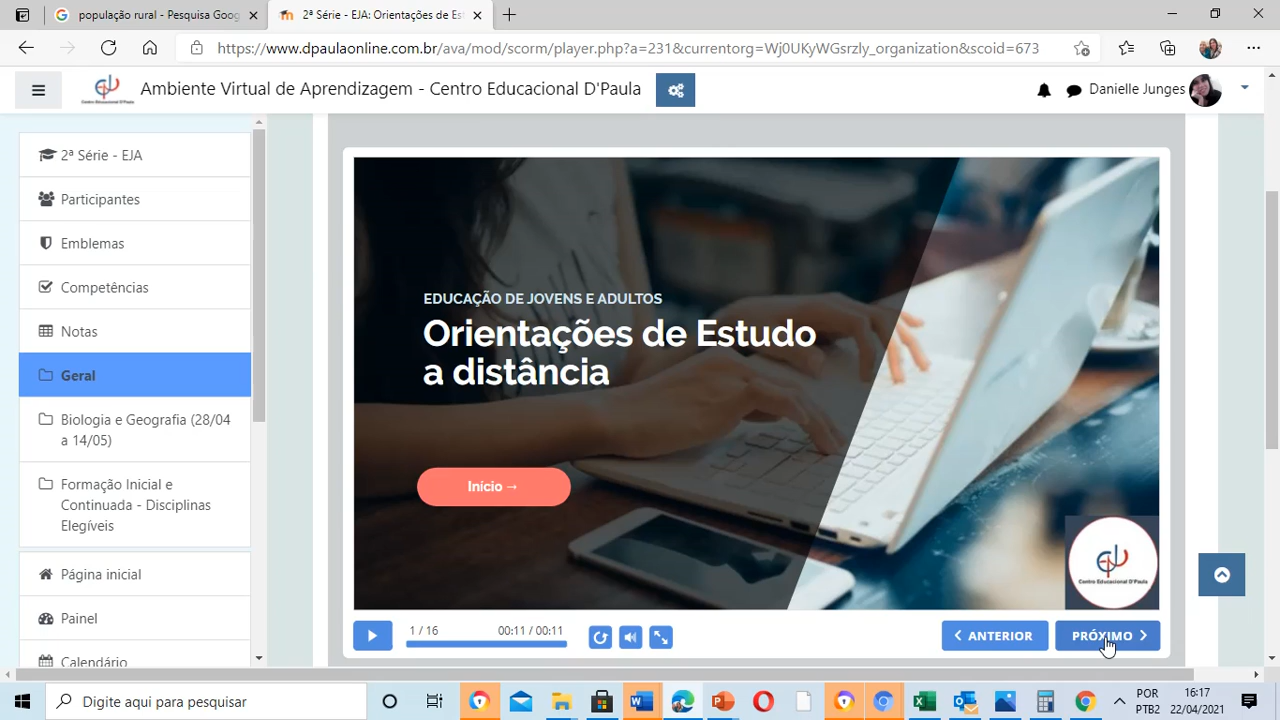 - Pesquisa Goog
2ª Série - EJA: Orientações de Es
https://www.dpaulaonline.com.br/ava/mod/scorm/player.php?a=231&currentorg=Wj0UKyWGsrzly_organization&scoid=673
Centro Educacional D'Paula
Ambiente Virtual de Aprendizagem - Centro Educacional D'Paula
Danielle Junges
2ª Série - EJA
Participantes
Emblemas
Competências
Notas
Geral
Biologia e Geografia (28/04
a 14/05)
Formação Inicial e
Continuada - Disciplinas
Elegíveis
Página inicial
Painel
Calendário
EDUCAÇÃO DE JOVENS E ADULTOS
Orientações de Estudo
a distância
Início →
Centro Educacional D'Paula
1 / 16
00:11 / 00:11
ANTERIOR
PRÓXIMO
Digite aqui para pesquisar
POR
PTB2
16:17
22/04/2021